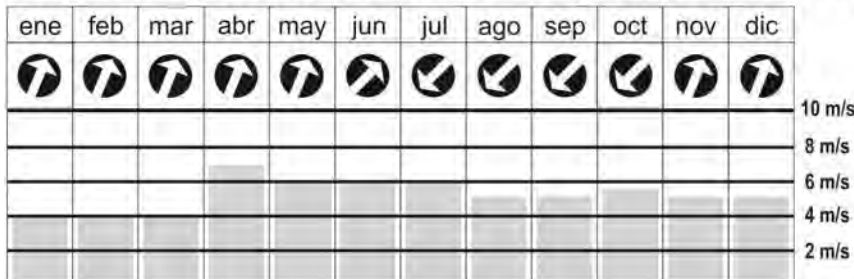 ene feb mar abr may jun jul ago sep oct nov dic
10 m/s
8 m/s
6 m/s
4 m/s
2 m/s